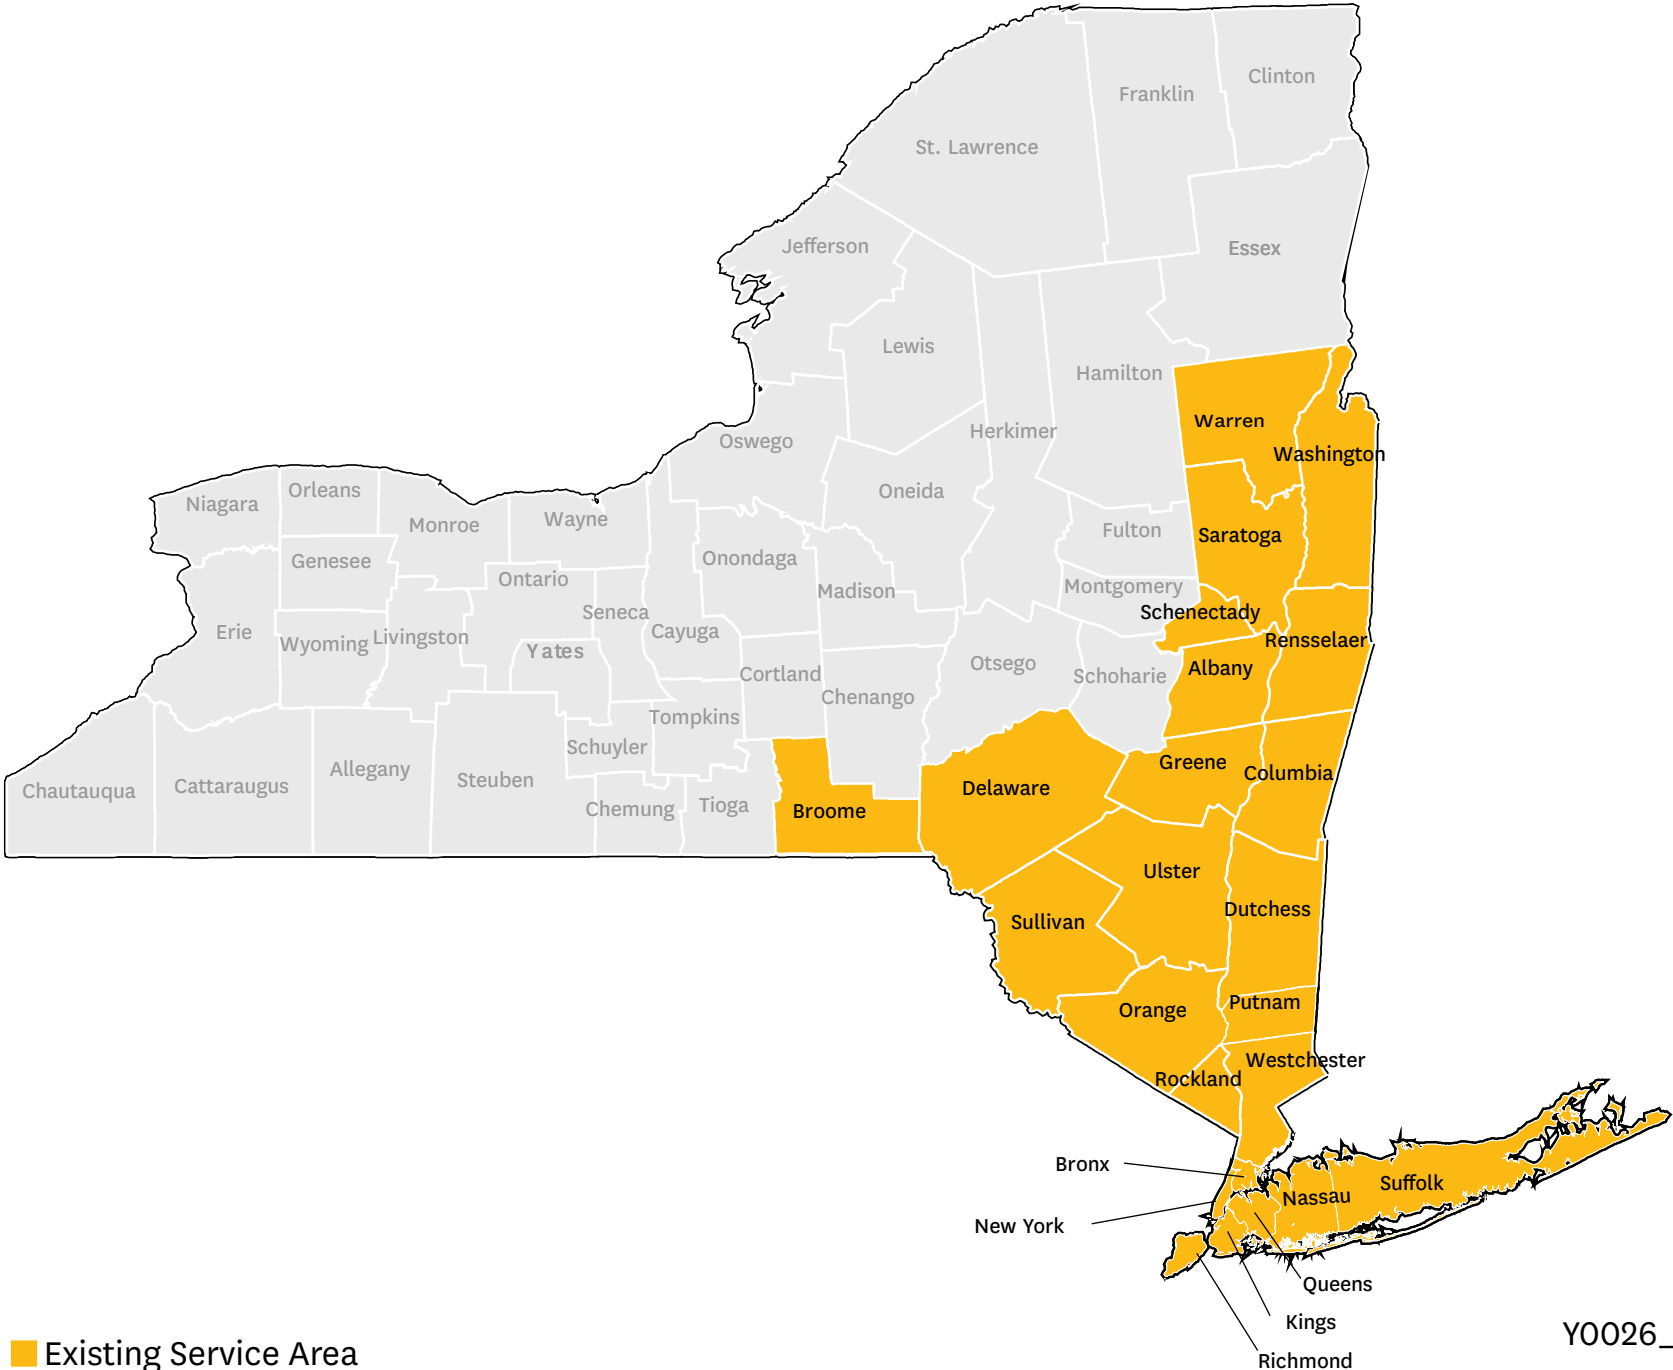 Clinton
Franklin
St. Lawrence
Jefferson
Essex
Lewis
Hamilton
Warren
Herkimer
Oswego
Washington
Niagara
Orleans
Oneida
Monroe
Wayne
Fulton
Saratoga
Genesee
Onondaga
Ontario
Madison
Montgomery
Seneca
Schenectady
Erie
Cayuga
Wyoming
Livingston
Yates
Rensselaer
Otsego
Albany
Cortland
Schoharie
Chenango
Tompkins
Schuyler
Greene
Allegany
Columbia
Steuben
Cattaraugus
Chautauqua
Delaware
Tioga
Chemung
Broome
Ulster
Dutchess
Sullivan
Putnam
Orange
Westchester
Rockland
Bronx
Suffolk
Nassau
New York
Queens
Kings
Y0026_
Existing Service Area
Richmond